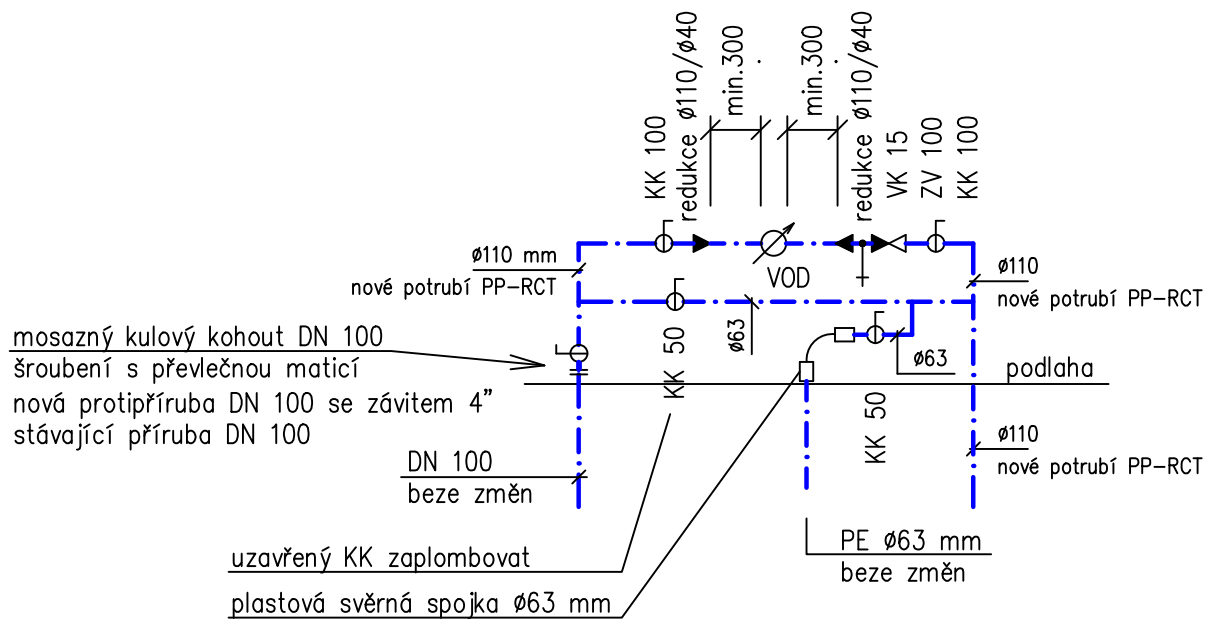 KK 100
redukce ø110/ø40
min.300
min.300
redukce ø110/ø40
VK 15
ZV 100
KK 100
ø110 mm
nové potrubí PP-RCT
VOD
ø110
nové potrubí PP-RCT
mosazný kulový kohout DN 100
šroubení s převlečnou maticí
nová protipříruba DN 100 se závitem 4"
stávající příruba DN 100
KK 50
ø63
ø63
podlaha
KK 50
DN 100
beze změn
ø110
nové potrubí PP-RCT
uzavřený KK zaplombovat
plastová svěrná spojka Ø63 mm
PE Ø63 mm
beze změn